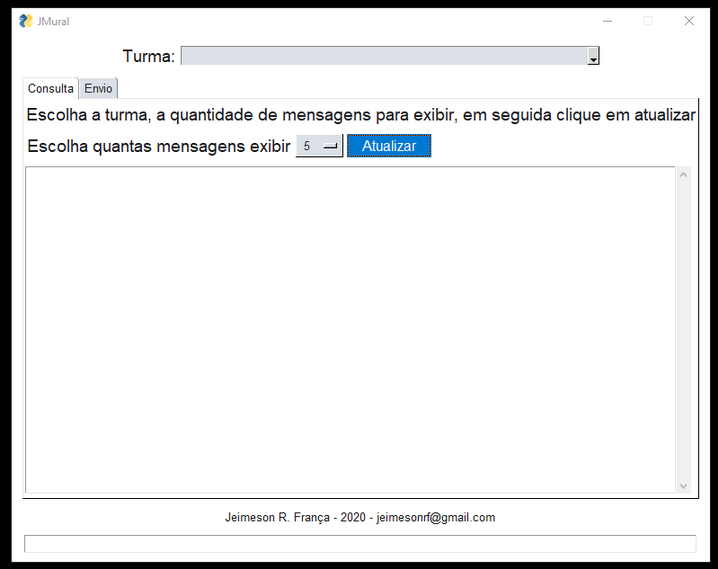 JMural
Turma:
Consulta Envio
Escolha a turma, a quantidade de mensagens para exibir, em seguida clique em atualizar
Escolha quantas mensagens exibir 5 Atualizar
Jeimeson R. França - 2020 - jeimesonrf@gmail.com